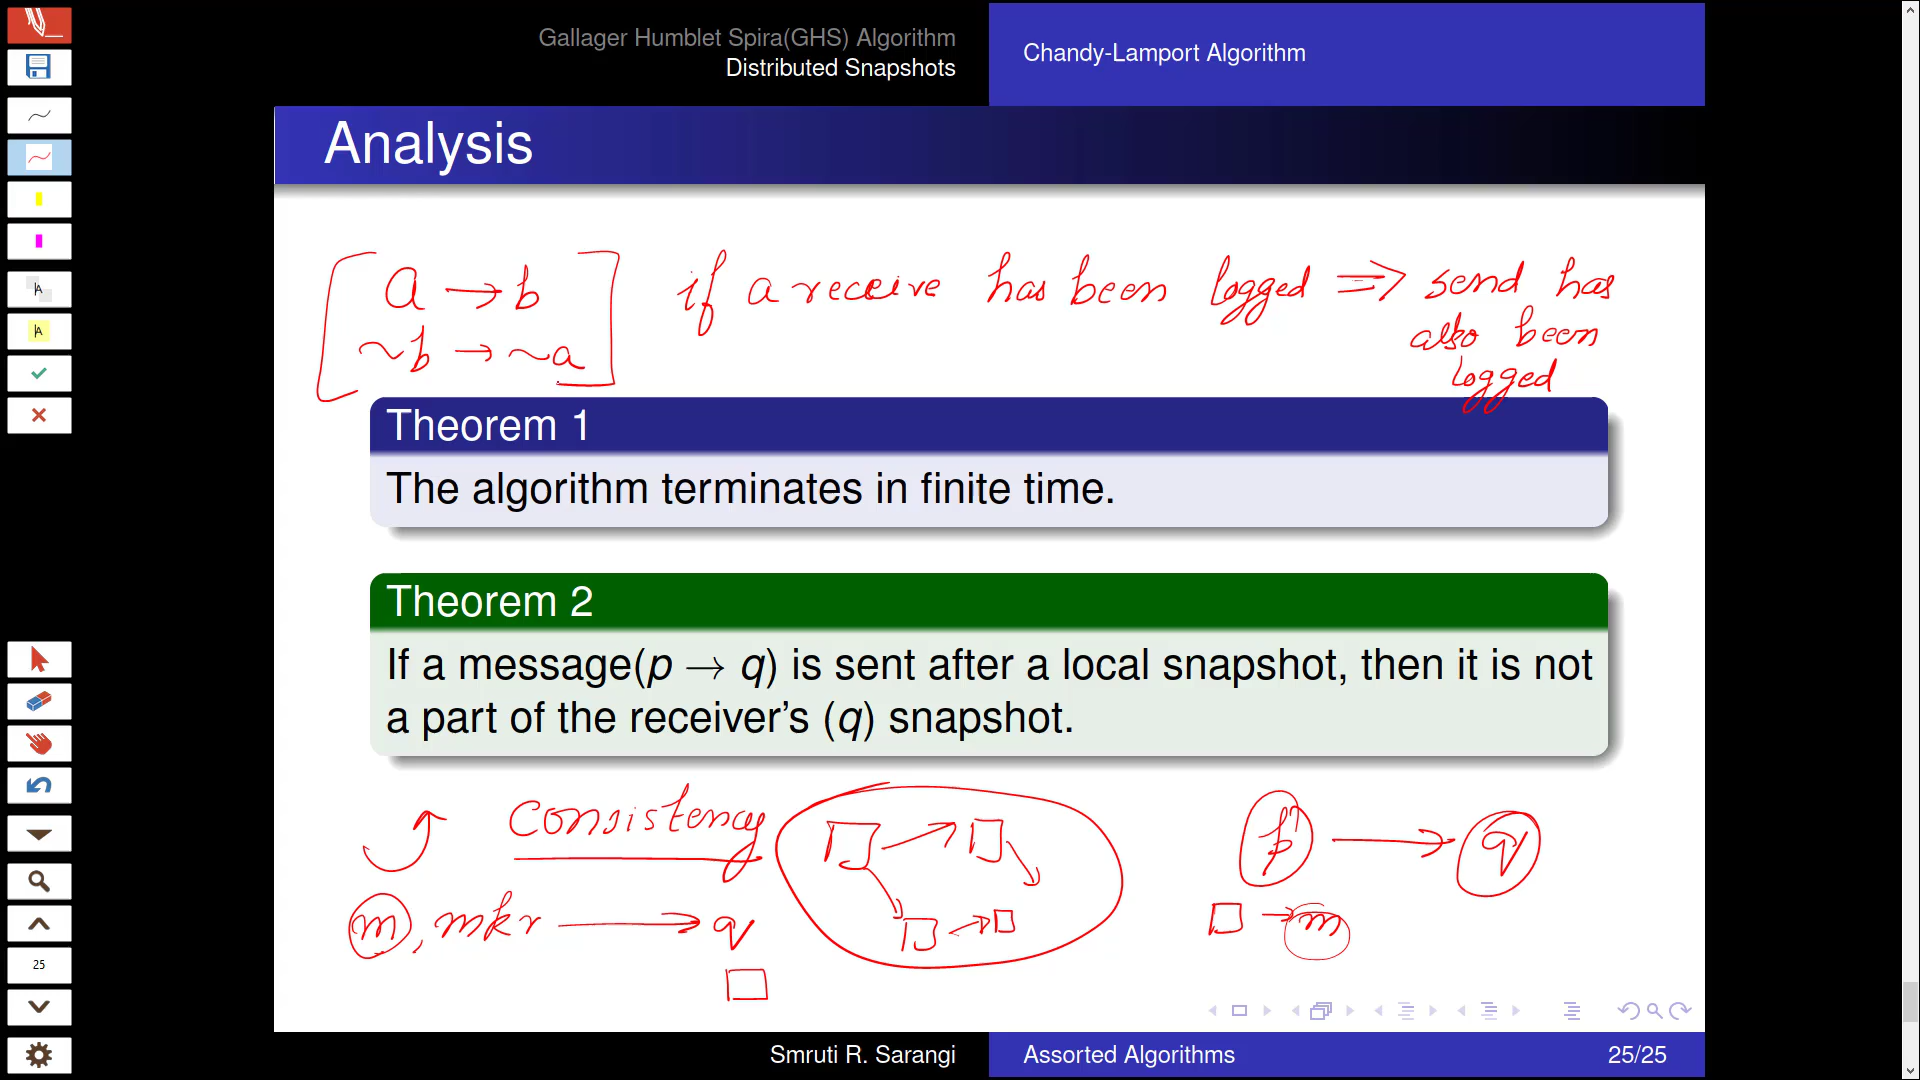 Gallager Humblet Spira(GHS) Algorithm
Distributed Snapshots
Chandy-Lamport Algorithm
Analysis
a → b
~b → ~a
if a receive has been logged => send has
also been
logged
Theorem 1
The algorithm terminates in finite time.
Theorem 2
If a message(p → q) is sent after a local snapshot, then it is not
a part of the receiver's (q) snapshot.
consistency
m, mkr → q
p → q
→ m
25
Smruti R. Sarangi
Assorted Algorithms
25/25